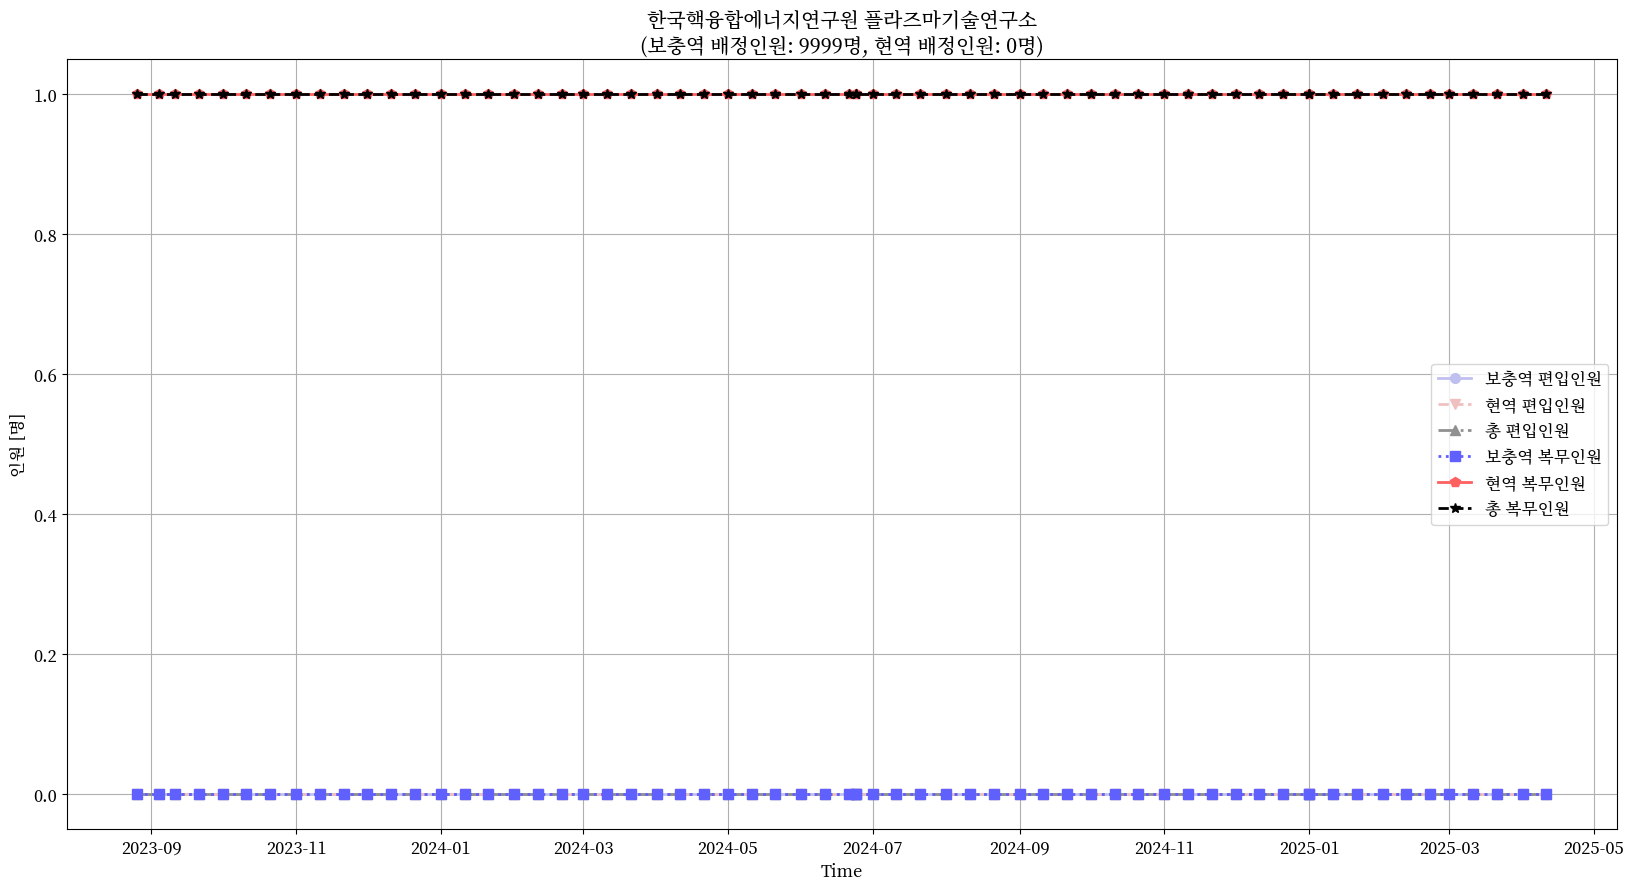 한국핵융합에너지연구원 플라즈마기술연구소
(보충역 배정인원: 9999명, 현역 배정인원: 0명)
1.0
0.8
0.6
0.4
0.2
0.0
인원 [명]
보충역 편입인원
현역 편입인원
총 편입인원
보충역 복무인원
현역 복무인원
총 복무인원
2023-09 2023-11 2024-01 2024-03 2024-05 2024-07 2024-09 2024-11 2025-01 2025-03 2025-05
Time